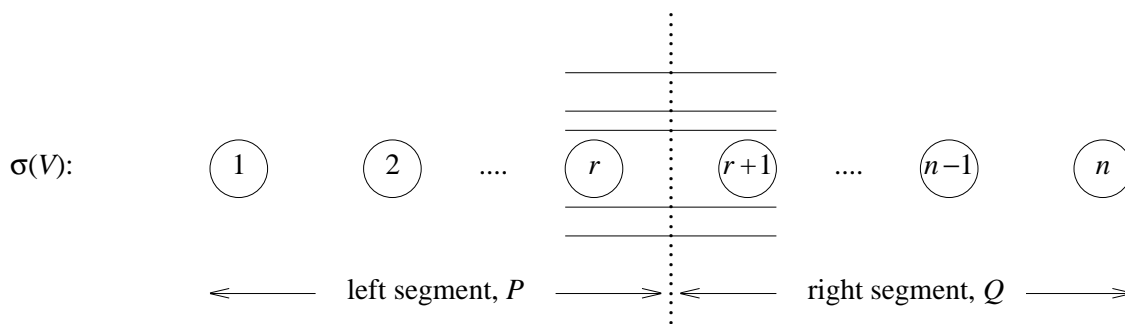 σ(V): 1 2 .... r r+1 .... n−1 n
left segment, P right segment, Q